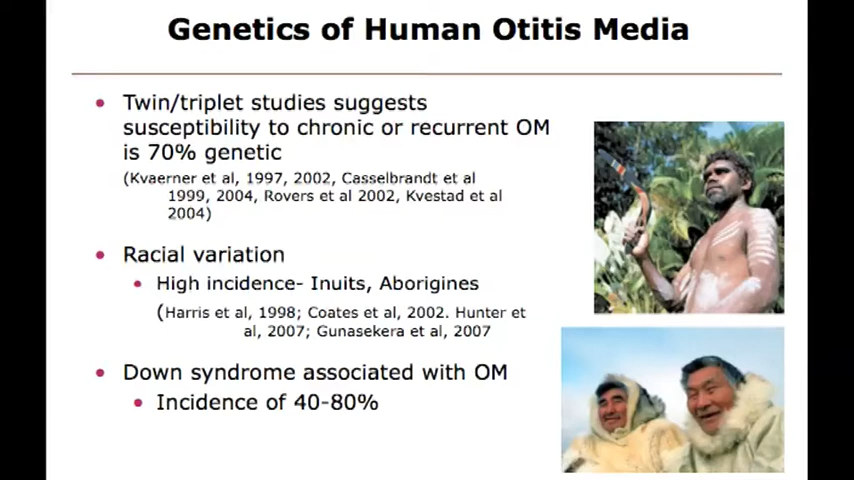 Genetics of Human Otitis Media
• Twin/triplet studies suggests
susceptibility to chronic or recurrent OM
is 70% genetic
(Kvaerner et al, 1997, 2002, Casselbrandt et al
1999, 2004, Rovers et al 2002, Kvestad et al
2004)
• Racial variation
• High incidence- Inuits, Aborigines
(Harris et al, 1998; Coates et al, 2002. Hunter et
al, 2007; Gunasekera et al, 2007
• Down syndrome associated with OM
• Incidence of 40-80%